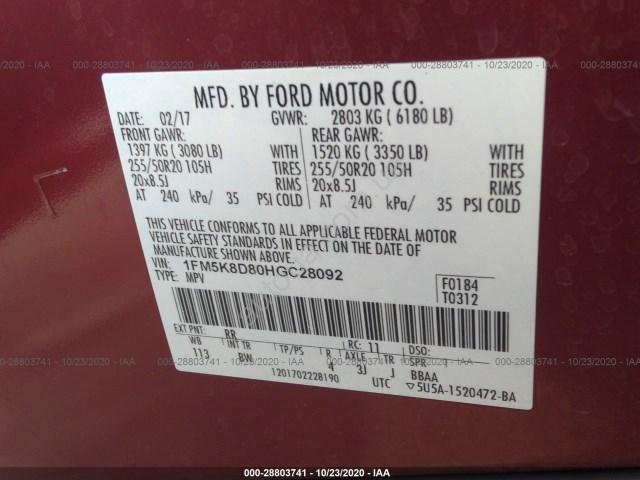 000-28803741 - 10/23/2020 - IAA
MFD. BY FORD MOTOR CO.
DATE: 02/17 GVWR: 2803 KG ( 6180 LB)
FRONT GAWR: REAR GAWR:
1397 KG ( 3080 LB) WITH 1520 KG ( 3350 LB) WITH
255/50R20 105H TIRES 255/50R20 105H TIRES
20x8.5J RIMS 20x8.5J RIMS
AT 240 kPa/ 35 PSI COLD AT 240 kPa/ 35 PSI COLD
THIS VEHICLE CONFORMS TO ALL APPLICABLE FEDERAL MOTOR
VEHICLE SAFETY STANDARDS IN EFFECT ON THE DATE OF
MANUFACTURE SHOWN ABOVE.
VIN: 1FM5K8D80HGC28092
TYPE: MPV
F0184
T0312
EXT PNT: RR RC: 11 DSO:
WB INT TR TP/PS R AXLE TR SPR
113 BW 4 3J J BBAA
1201702228190 UTC ▽5U5A-1520472-BA
000-28803741 - 10/23/2020 - IAA